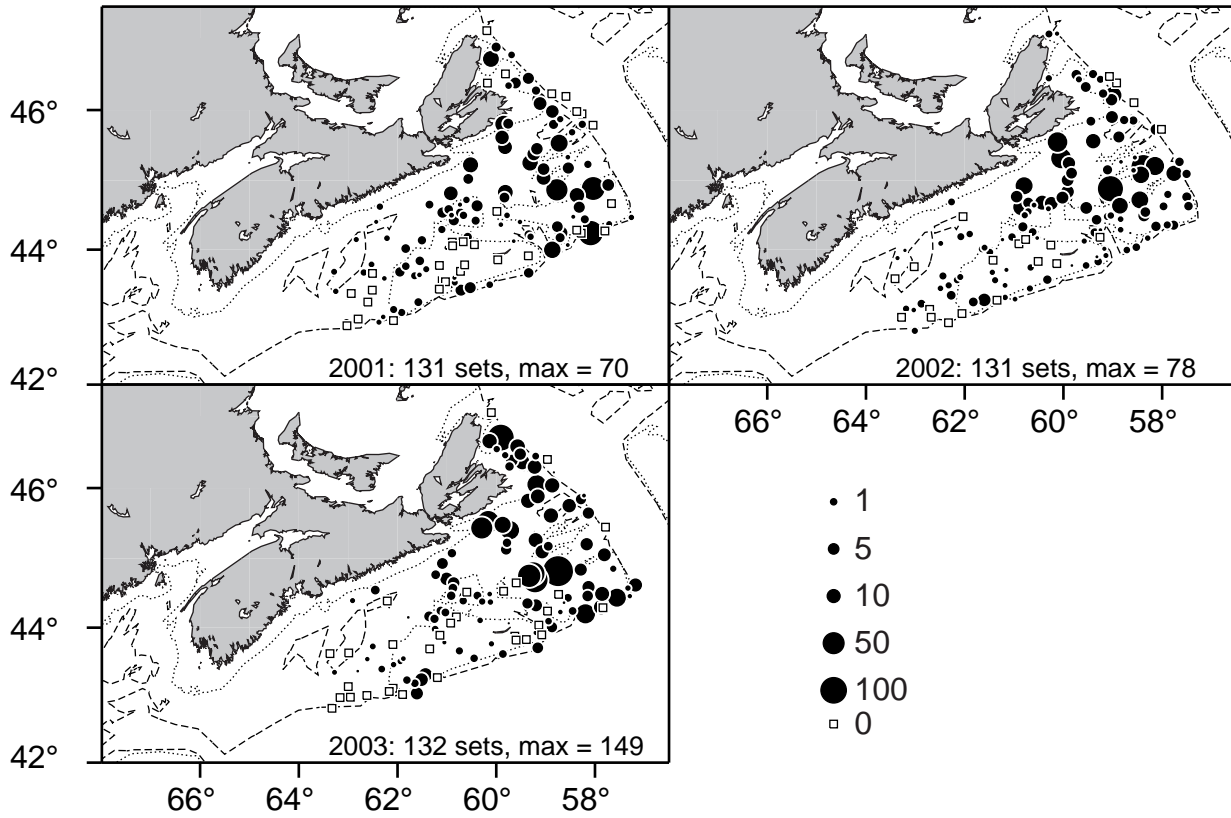 46°
44°
42°
2001: 131 sets, max = 70
2002: 131 sets, max = 78
66° 64° 62° 60° 58°
46°
44°
42°
2003: 132 sets, max = 149
66° 64° 62° 60° 58°
1
5
10
50
100
0